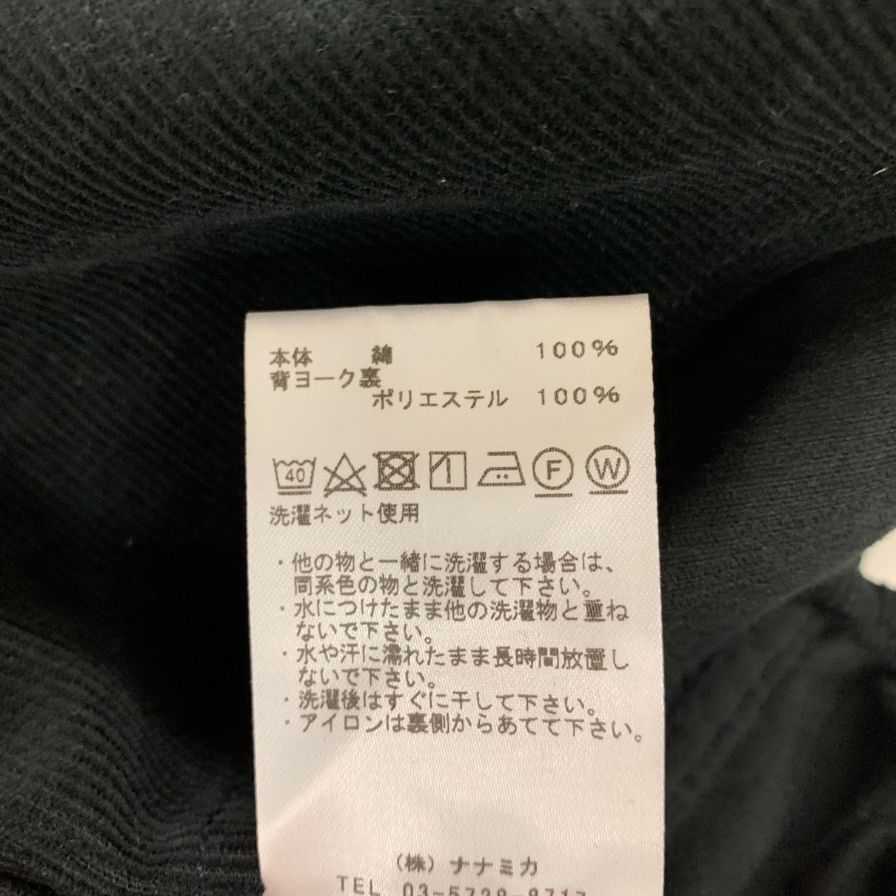 本体 綿 100%
背ヨーク裏
ポリエステル 100%
40 F W
洗濯ネット使用
・他の物と一緒に洗濯する場合は、
同系色の物と洗濯して下さい。
・水につけたまま他の洗濯物と重ね
ないで下さい。
・水や汗に濡れたまま長時間放置し
ないで下さい。
・洗濯後はすぐに干して下さい。
・アイロンは裏側からあてて下さい。
(株)ナナミカ
TEL